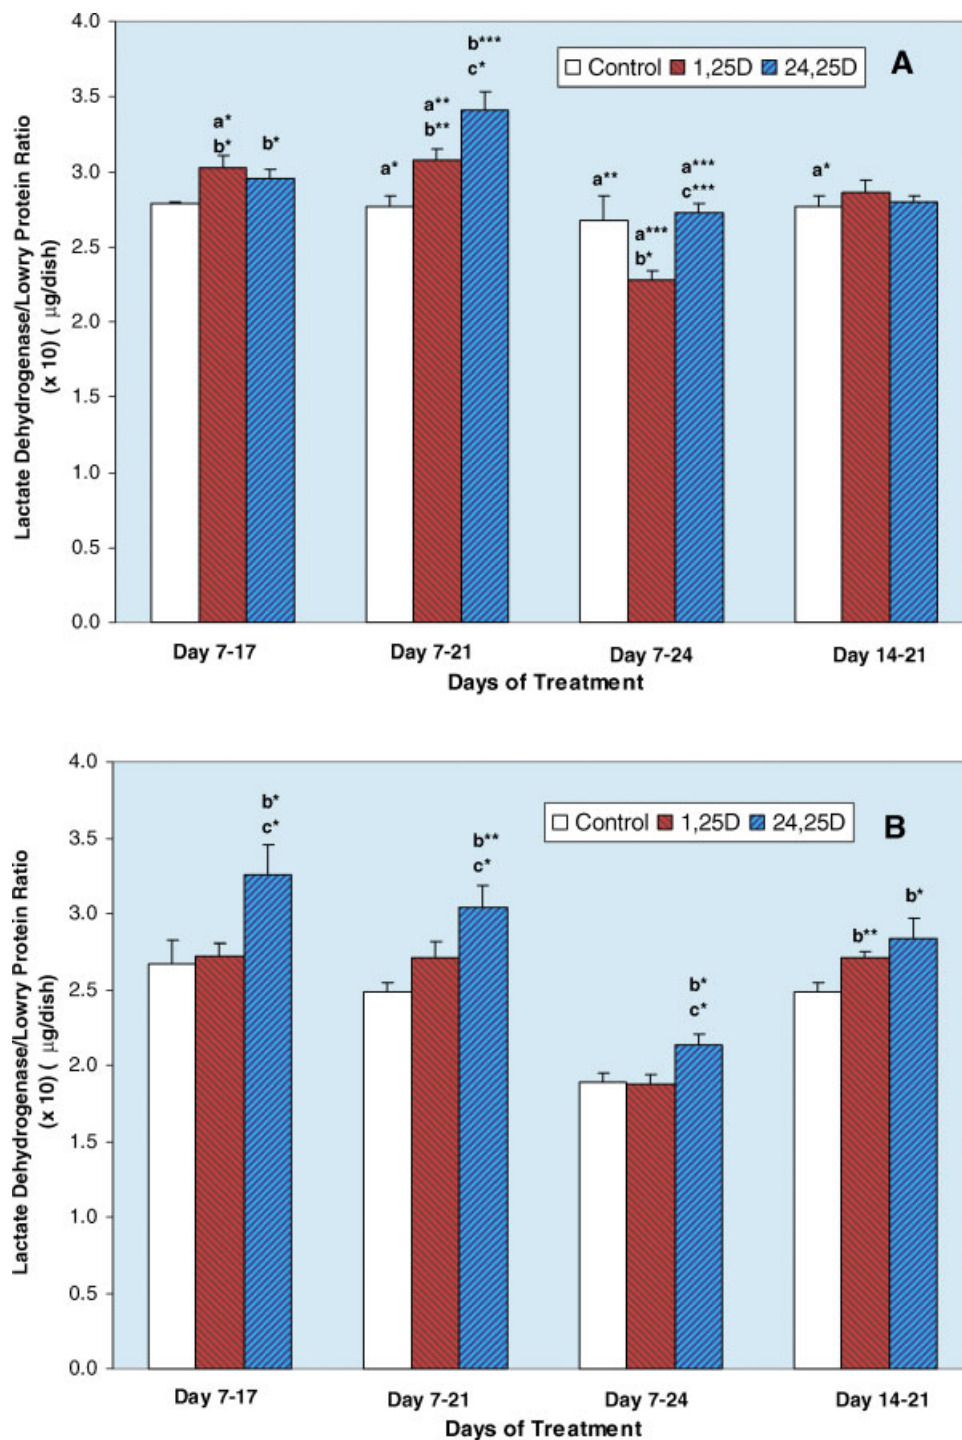 4.0
3.5
3.0
2.5
2.0
1.5
1.0
0.5
0.0
Lactate Dehydrogenase/Lowry Protein Ratio
(x 10) ( µg/dish)
Control 1,25D 24,25D
A
a*
b*
b*
a*
a**
b**
b***
c*
a**
a***
b*
a***
c***
a*
Day 7-17 Day 7-21 Day 7-24 Day 14-21
Days of Treatment
4.0
3.5
3.0
2.5
2.0
1.5
1.0
0.5
0.0
Lactate Dehydrogenase/Lowry Protein Ratio
(x 10) ( µg/dish)
Control 1,25D 24,25D
B
b*
c*
b**
c*
b*
c*
b**
b*
Day 7-17 Day 7-21 Day 7-24 Day 14-21
Days of Treatment